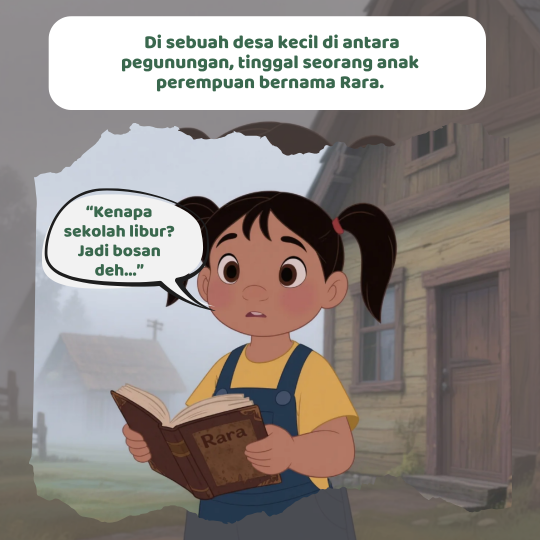 Di sebuah desa kecil di antara
pegunungan, tinggal seorang anak
perempuan bernama Rara.
“Kenapa
sekolah libur?
Jadi bosan
deh...”
Rara